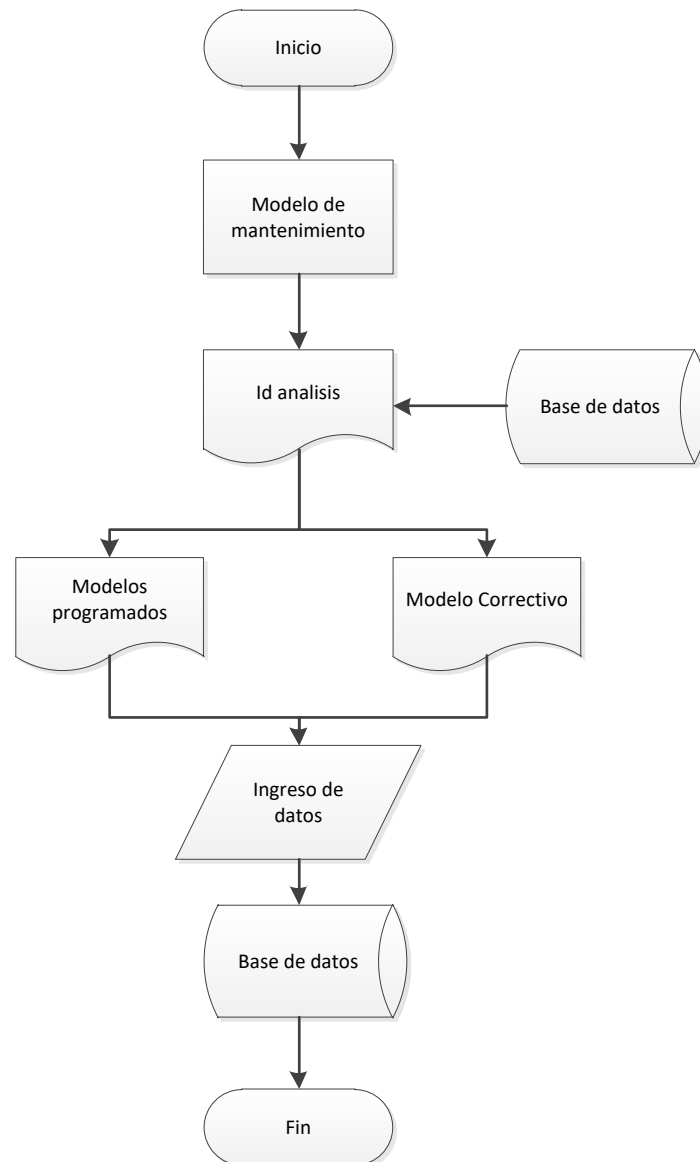 Inicio
Modelo de
mantenimiento
Id analisis
Base de datos
Modelos
programados
Modelo Correctivo
Ingreso de
datos
Base de datos
Fin